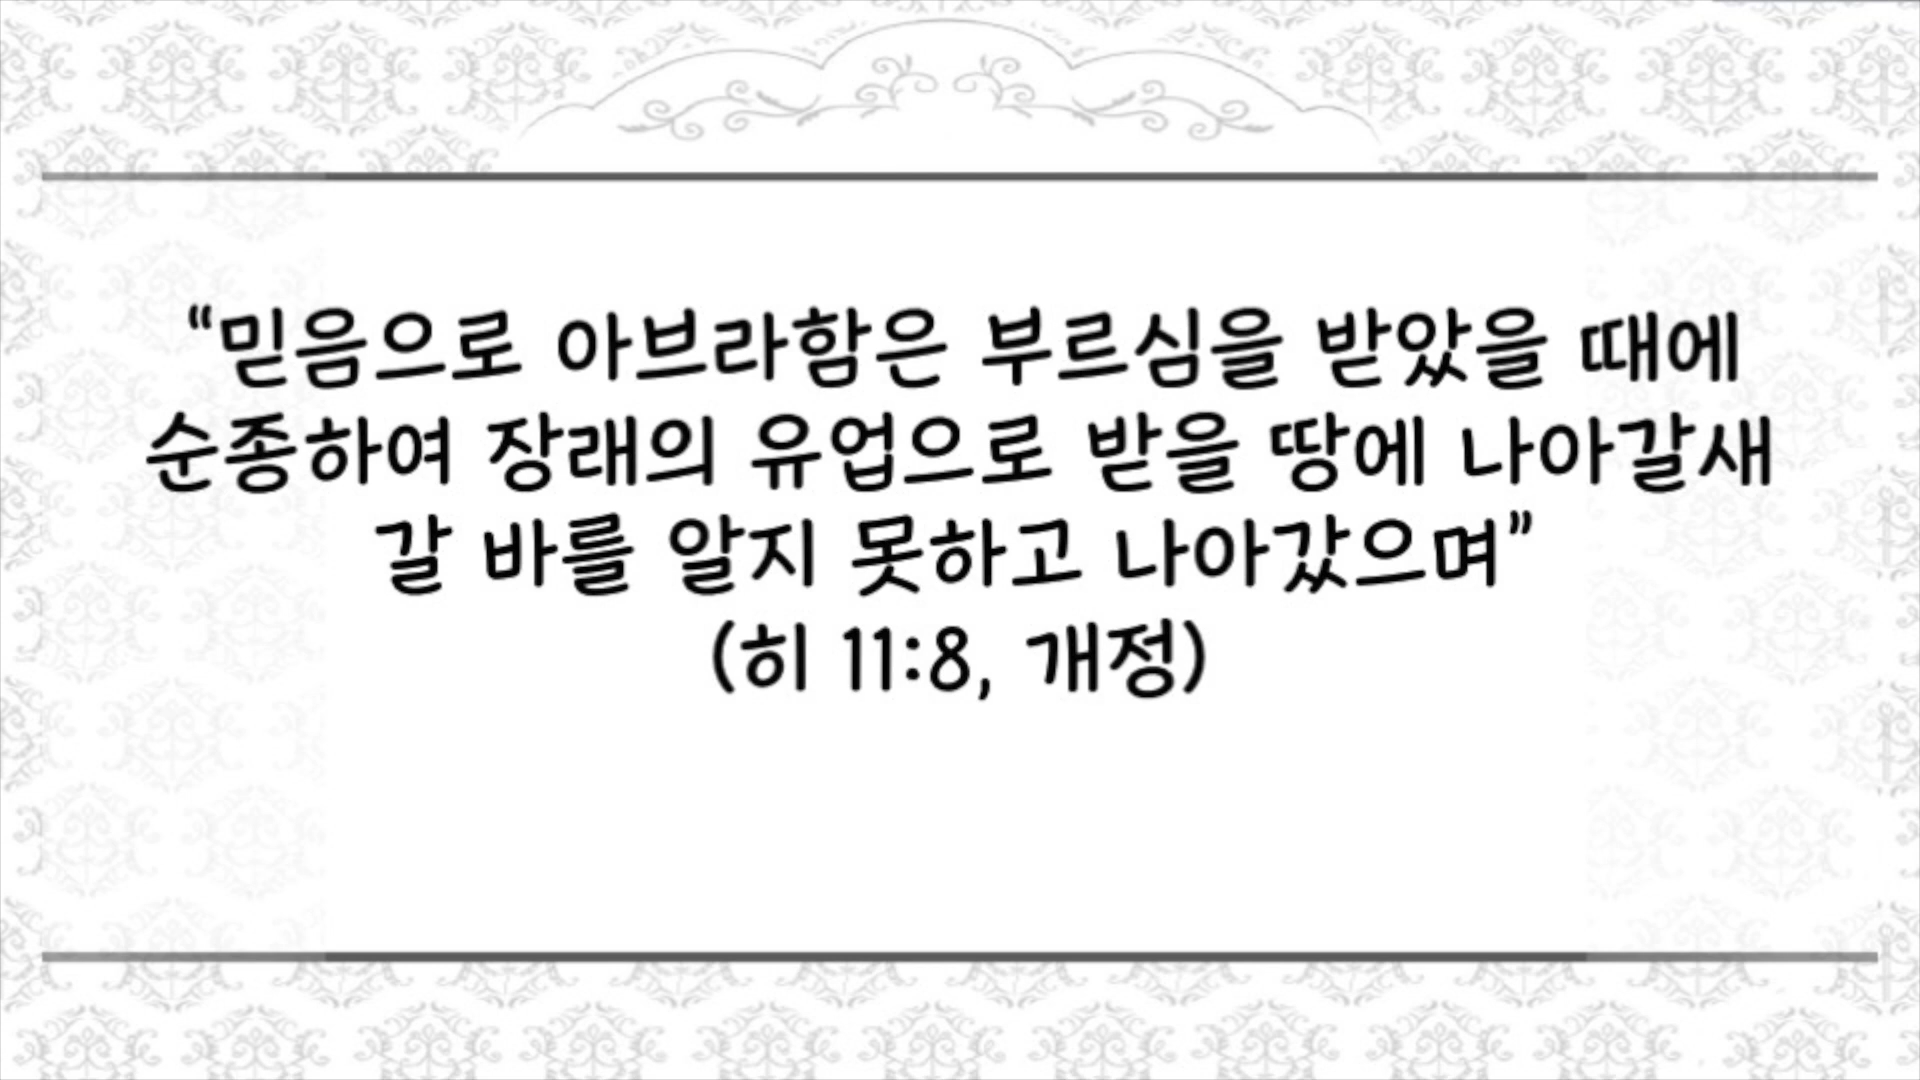 “믿음으로 아브라함은 부르심을 받았을 때에
순종하여 장래의 유업으로 받을 땅에 나아갈새
갈 바를 알지 못하고 나아갔으며”
(히 11:8, 개정)